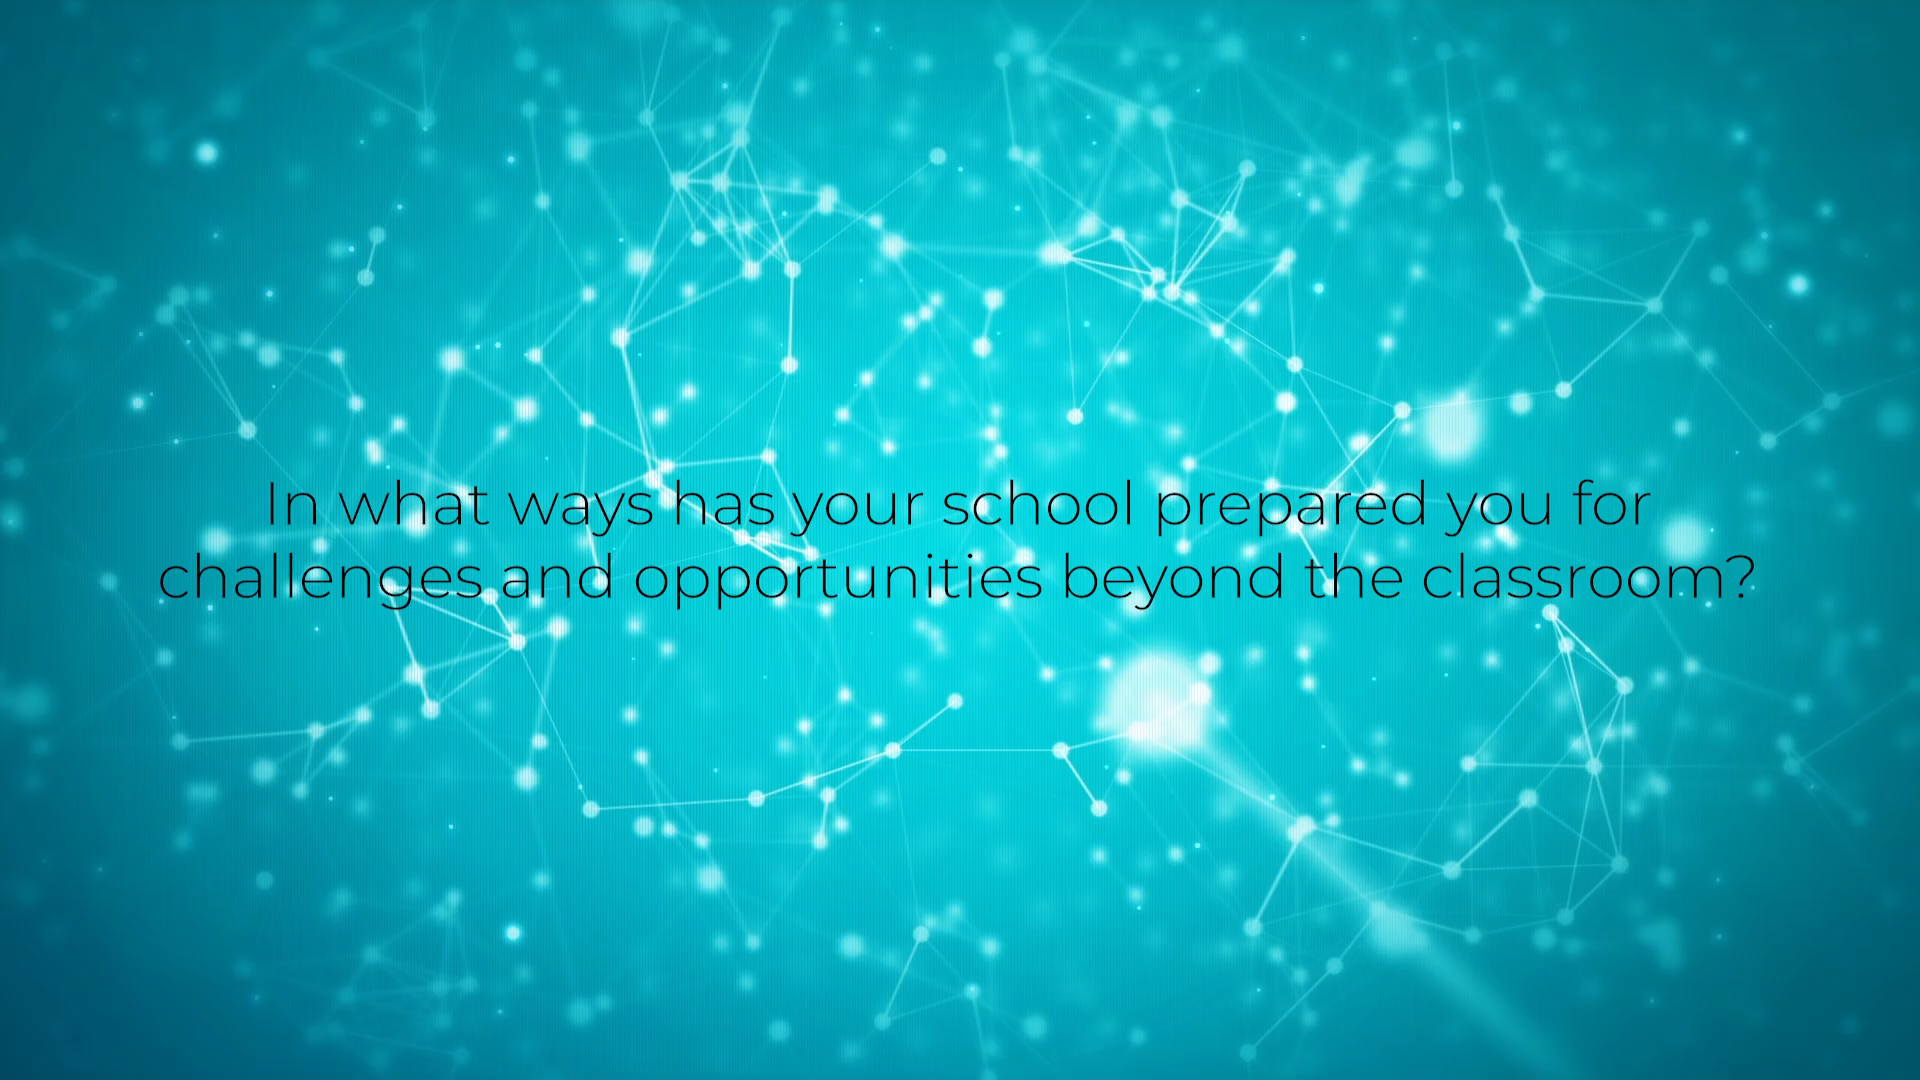 In what ways has your school prepared you for
challenges and opportunities beyond the classroom?